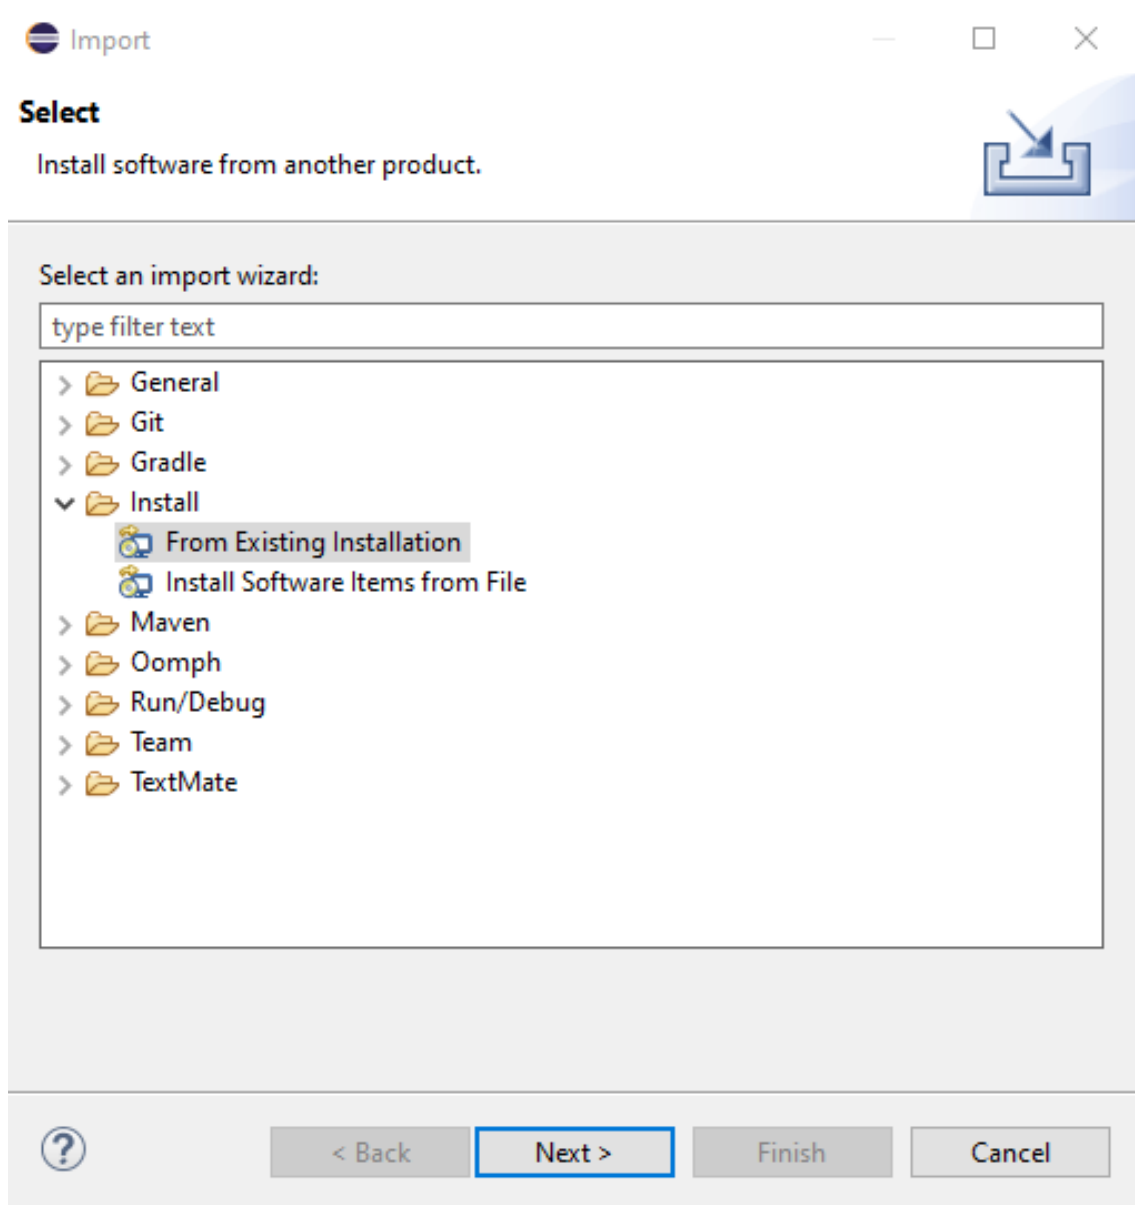 Import
Select
Install software from another product.
Select an import wizard:
type filter text
General
Git
Gradle
Install
From Existing Installation
Install Software Items from File
Maven
Oomph
Run/Debug
Team
TextMate
?
< Back
Next >
Finish
Cancel